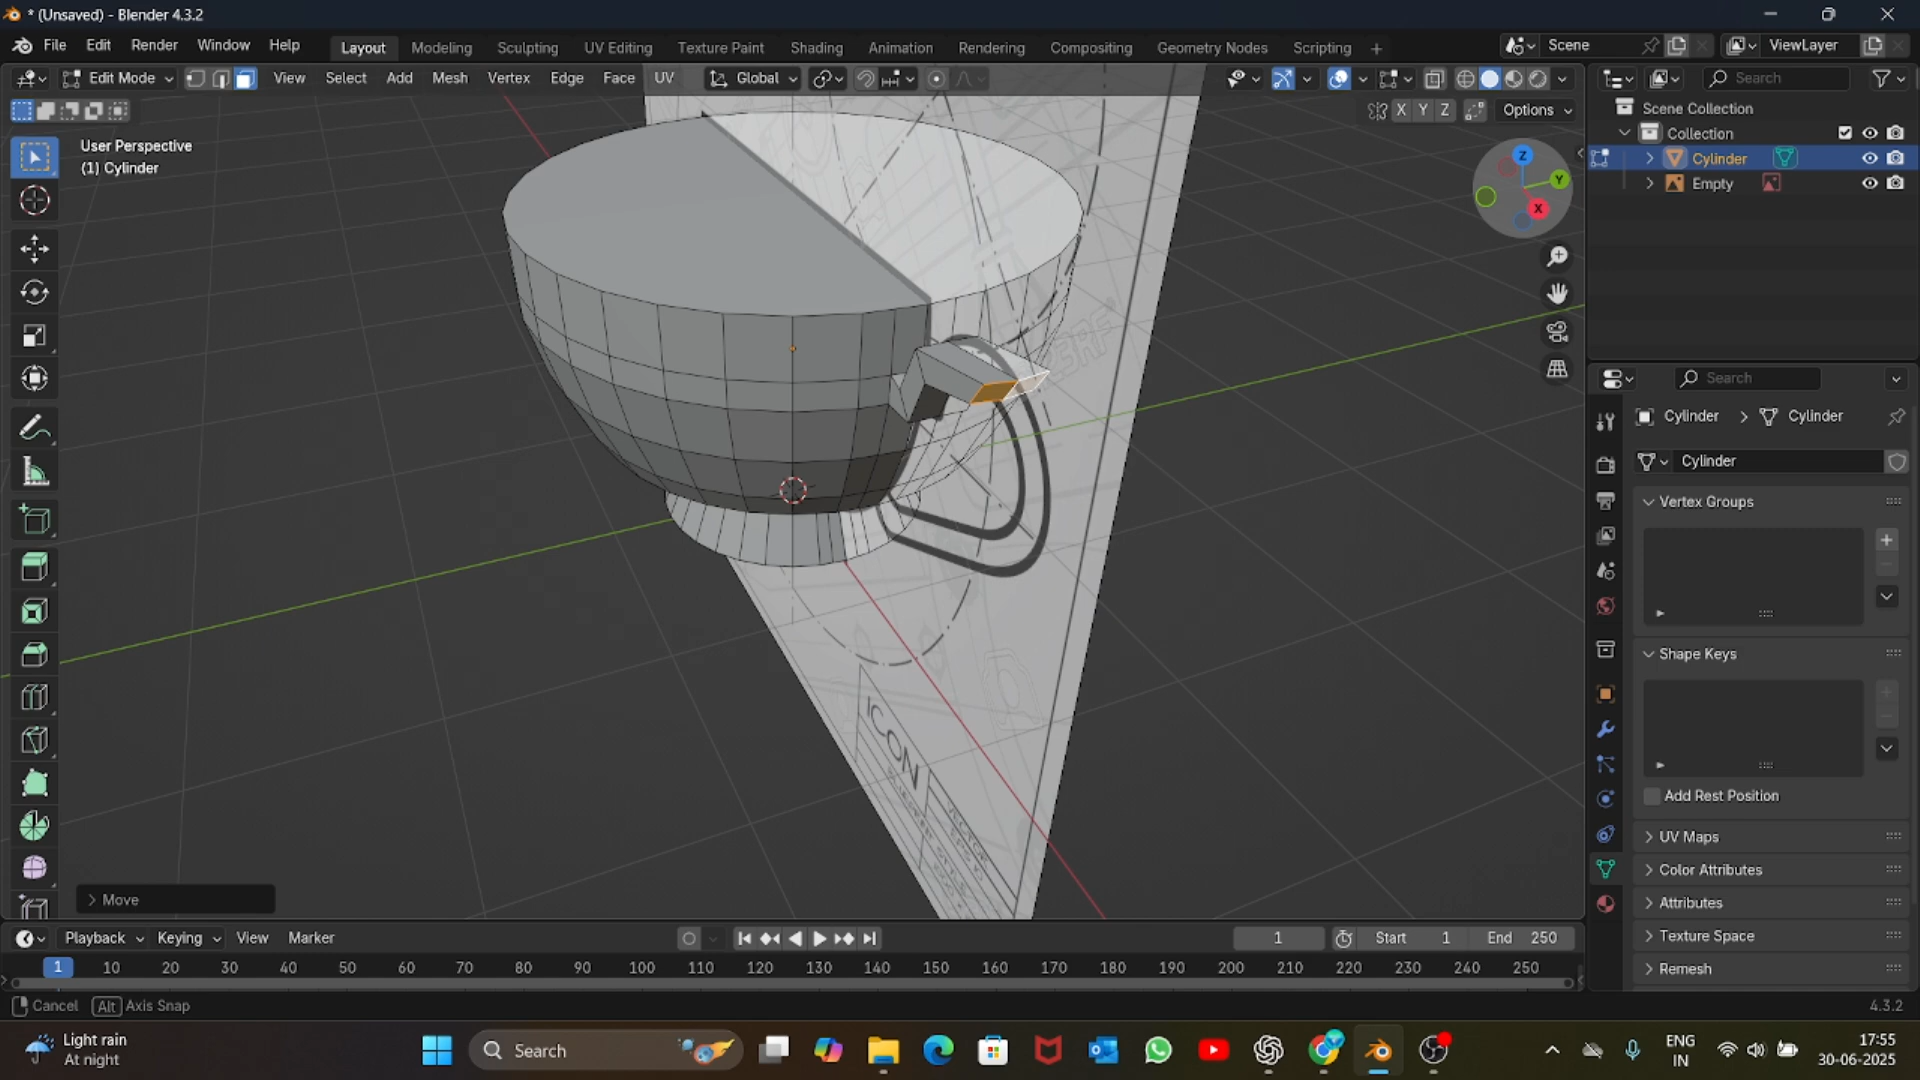 * (Unsaved) - Blender 4.3.2
File Edit Render Window Help
Layout Modeling Sculpting UV Editing Texture Paint Shading Animation Rendering Compositing Geometry Nodes Scripting +
Scene
ViewLayer
Edit Mode View Select Add Mesh Vertex Edge Face UV Global
Search
X Y Z Options
User Perspective
(1) Cylinder
Scene Collection
Collection
Cylinder
Empty
Z
Y
X
Search
Cylinder > Cylinder
Cylinder
Vertex Groups
Shape Keys
Add Rest Position
UV Maps
Color Attributes
Attributes
Texture Space
Remesh
ICON
VECTOR
> Move
Playback Keying View Marker
1 Start 1 End 250
1 10 20 30 40 50 60 70 80 90 100 110 120 130 140 150 160 170 180 190 200 210 220 230 240 250
Cancel Alt Axis Snap
4.3.2
Light rain
At night
Search
ENG
IN
17:55
30-06-2025